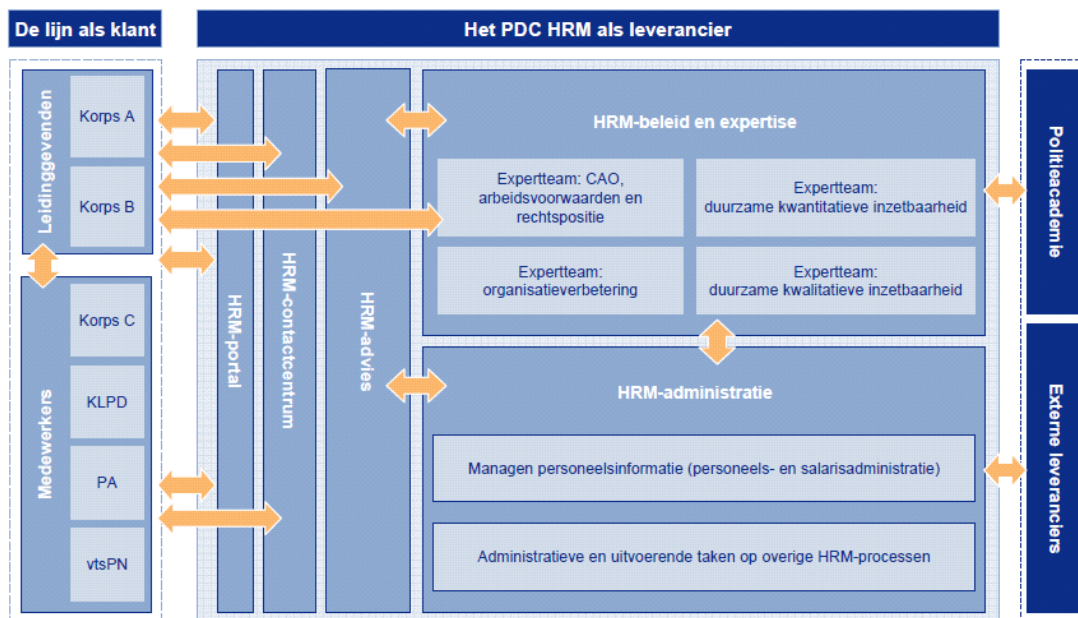 De lijn als klant
Het PDC HRM als leverancier
Leidinggevenden
Korps A
Korps B
Medewerkers
Korps C
KLPD
PA
vtsPN
HRM-portal
HRM-contactcentrum
HRM-advies
HRM-beleid en expertise
Expertteam: CAO,
arbeidsvoorwaarden en
rechtspositie
Expertteam:
duurzame kwantitatieve inzetbaarheid
Expertteam:
organisatieverbetering
Expertteam:
duurzame kwalitatieve inzetbaarheid
HRM-administratie
Managen personeelsinformatie (personeels- en salarisadministratie)
Administratieve en uitvoerende taken op overige HRM-processen
Politieacademie
Externe leveranciers